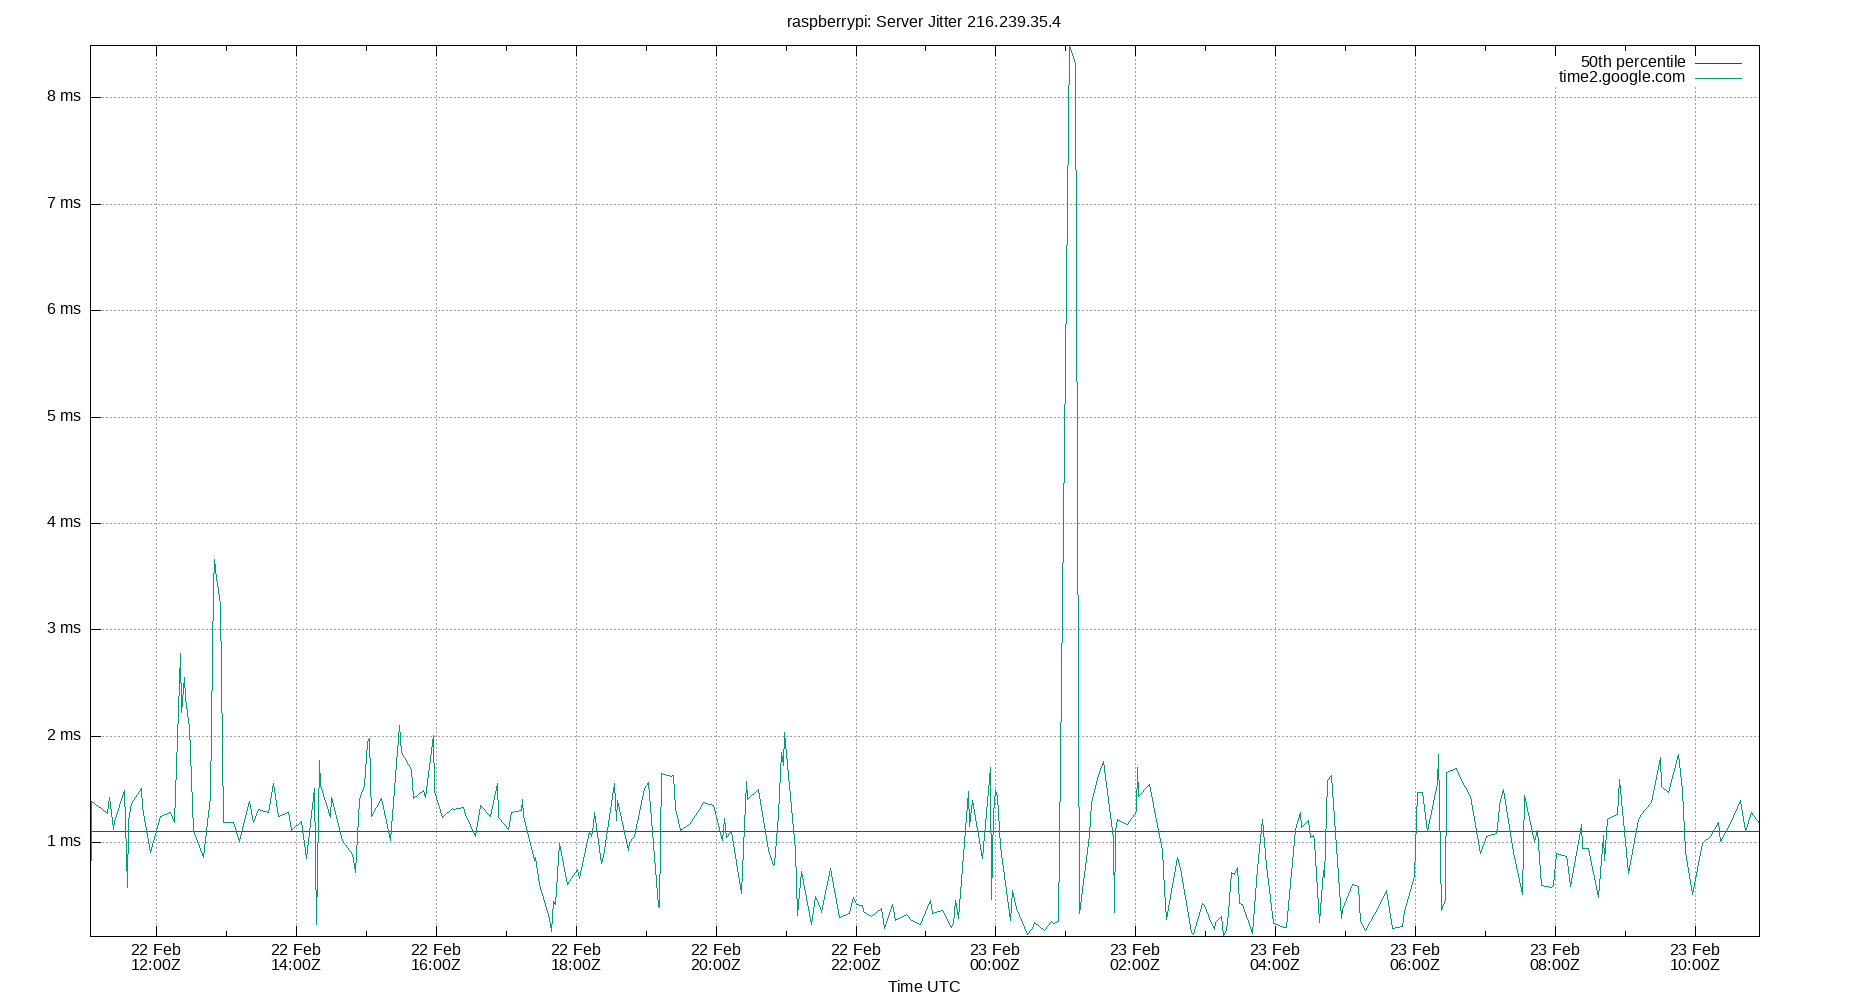 raspberrypi: Server Jitter 216.239.35.4
50th percentile
time2.google.com
8 ms
7 ms
6 ms
5 ms
4 ms
3 ms
2 ms
1 ms
22 Feb 22 Feb 22 Feb 22 Feb 22 Feb 22 Feb 23 Feb 23 Feb 23 Feb 23 Feb 23 Feb 23 Feb
12:00Z 14:00Z 16:00Z 18:00Z 20:00Z 22:00Z 00:00Z 02:00Z 04:00Z 06:00Z 08:00Z 10:00Z
Time UTC